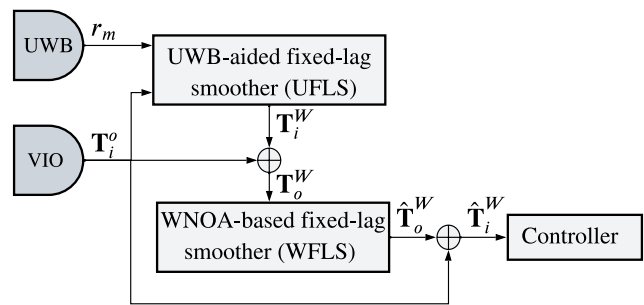 UWB
r_m
UWB-aided fixed-lag
smoother (UFLS)
T_i^W
T_i^o
VIO
T_o^W
WNOA-based fixed-lag
smoother (WFLS)
T̂_o^W
T̂_i^W
Controller